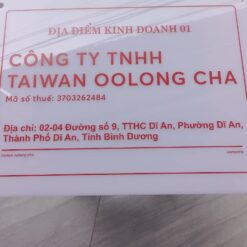 ĐỊA ĐIỂM KINH DOANH 01
CÔNG TY TNHH
TAIWAN OOLONG CHA
Mã số thuế: 3703262484
Địa chỉ: 02-04 Đường số 9, TTHC Dĩ An, Phường Dĩ An,
Thành Phố Dĩ An, Tỉnh Bình Dương